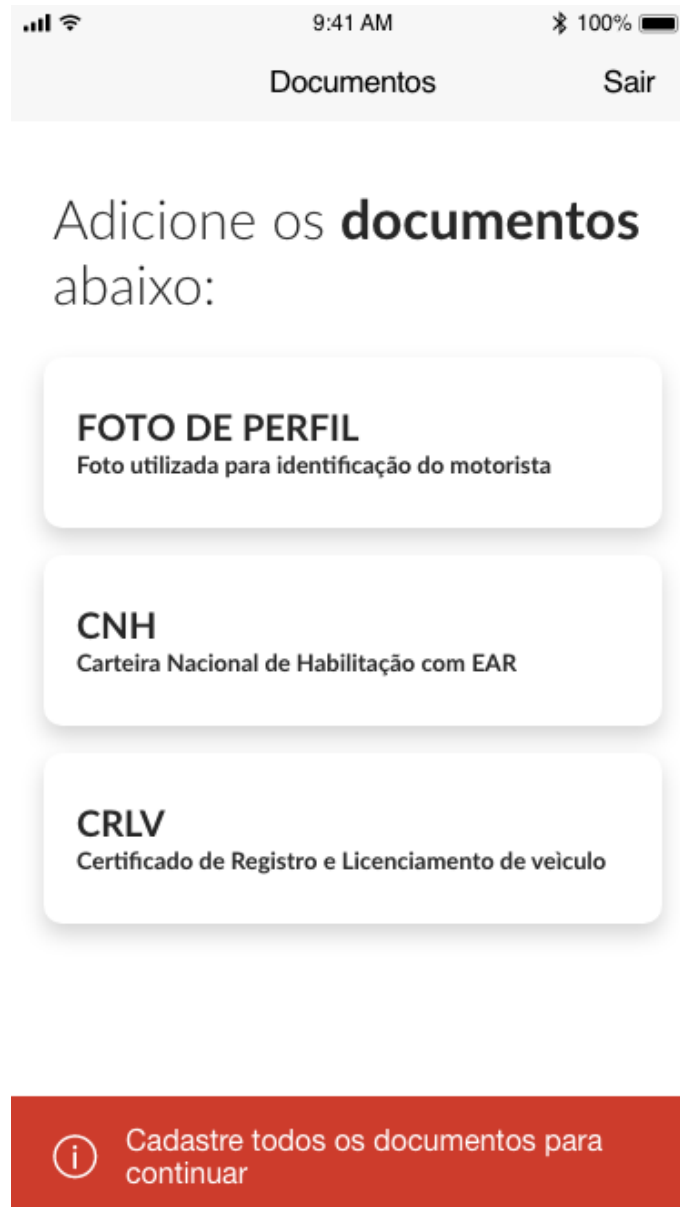 9:41 AM
100%
Documentos
Sair
Adicione os documentos
abaixo:
FOTO DE PERFIL
Foto utilizada para identificação do motorista
CNH
Carteira Nacional de Habilitação com EAR
CRLV
Certificado de Registro e Licenciamento de veìculo
Cadastre todos os documentos para
continuar